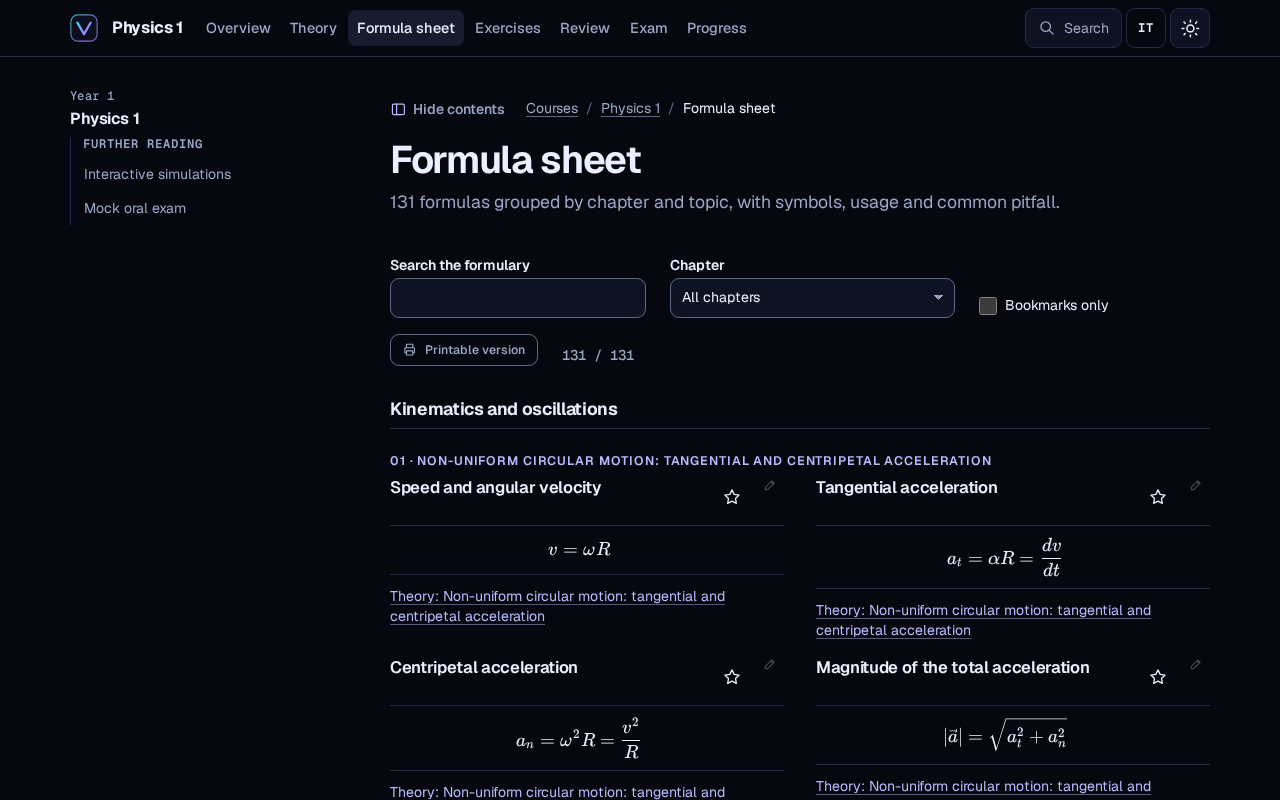 Physics 1 Overview Theory Formula sheet Exercises Review Exam Progress Search IT
Year 1
Physics 1
FURTHER READING
Interactive simulations
Mock oral exam
Hide contents Courses / Physics 1 / Formula sheet
Formula sheet
131 formulas grouped by chapter and topic, with symbols, usage and common pitfall.
Search the formulary
Chapter
All chapters
Bookmarks only
Printable version
131 / 131
Kinematics and oscillations
01 · NON-UNIFORM CIRCULAR MOTION: TANGENTIAL AND CENTRIPETAL ACCELERATION
Speed and angular velocity
v = ωR
Theory: Non-uniform circular motion: tangential and
centripetal acceleration
Tangential acceleration
a_t = αR = dv/dt
Theory: Non-uniform circular motion: tangential and
centripetal acceleration
Centripetal acceleration
a_n = ω²R = v²/R
Theory: Non-uniform circular motion: tangential and
Magnitude of the total acceleration
|a⃗| = √(a_t² + a_n²)
Theory: Non-uniform circular motion: tangential and